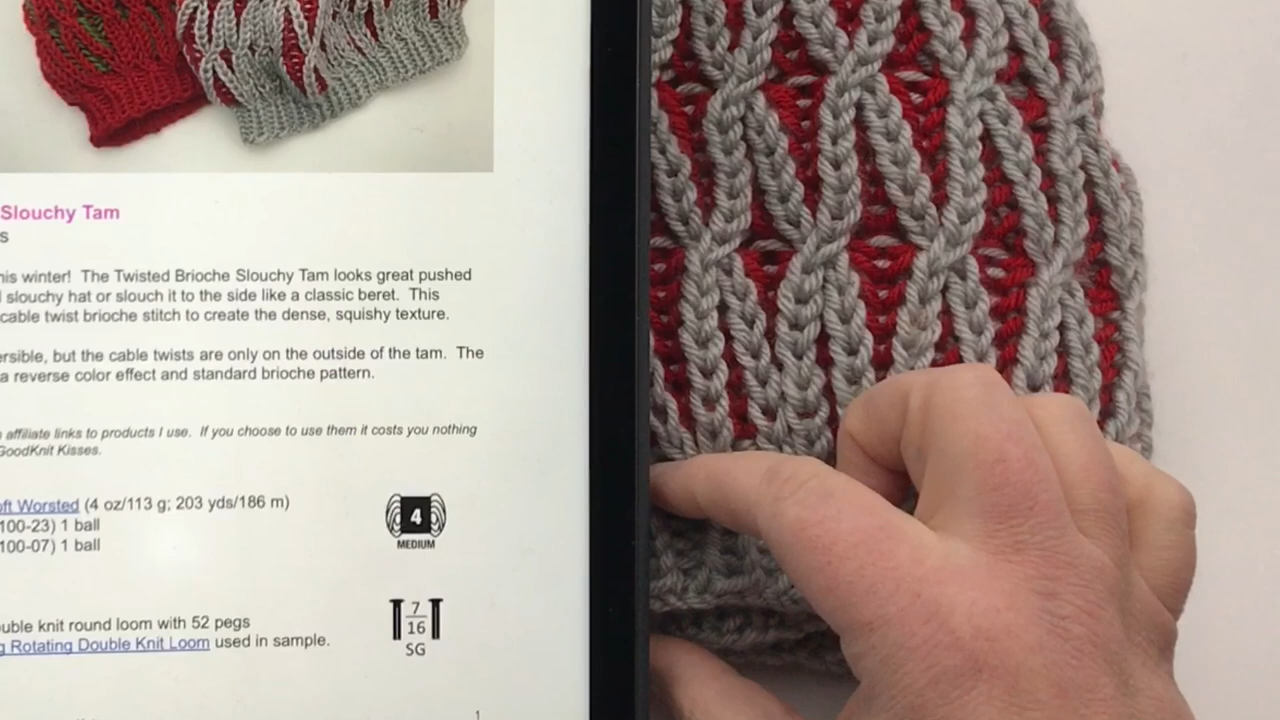 Slouchy Tam
s
his winter! The Twisted Brioche Slouchy Tam looks great pushed
slouchy hat or slouch it to the side like a classic beret. This
cable twist brioche stitch to create the dense, squishy texture.
ersible, but the cable twists are only on the outside of the tam. The
a reverse color effect and standard brioche pattern.
affiliate links to products I use. If you choose to use them it costs you nothing
GoodKnit Kisses.
oft Worsted (4 oz/113 g; 203 yds/186 m)
100-23) 1 ball
100-07) 1 ball
4
MEDIUM
ouble knit round loom with 52 pegs
g Rotating Double Knit Loom used in sample.
7
16
SG
1